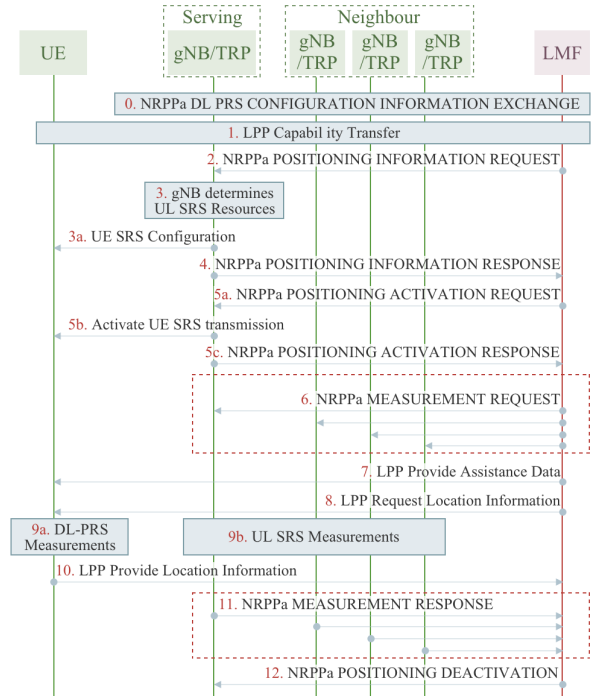 Serving
Neighbour
UE
gNB/TRP
gNB
/TRP
gNB
/TRP
gNB
/TRP
LMF
0. NRPPa DL PRS CONFIGURATION INFORMATION EXCHANGE
1. LPP Capability Transfer
2. NRPPa POSITIONING INFORMATION REQUEST
3. gNB determines
UL SRS Resources
3a. UE SRS Configuration
4. NRPPa POSITIONING INFORMATION RESPONSE
5a. NRPPa POSITIONING ACTIVATION REQUEST
5b. Activate UE SRS transmission
5c. NRPPa POSITIONING ACTIVATION RESPONSE
6. NRPPa MEASUREMENT REQUEST
7. LPP Provide Assistance Data
8. LPP Request Location Information
9a. DL-PRS
Measurements
9b. UL SRS Measurements
10. LPP Provide Location Information
11. NRPPa MEASUREMENT RESPONSE
12. NRPPa POSITIONING DEACTIVATION